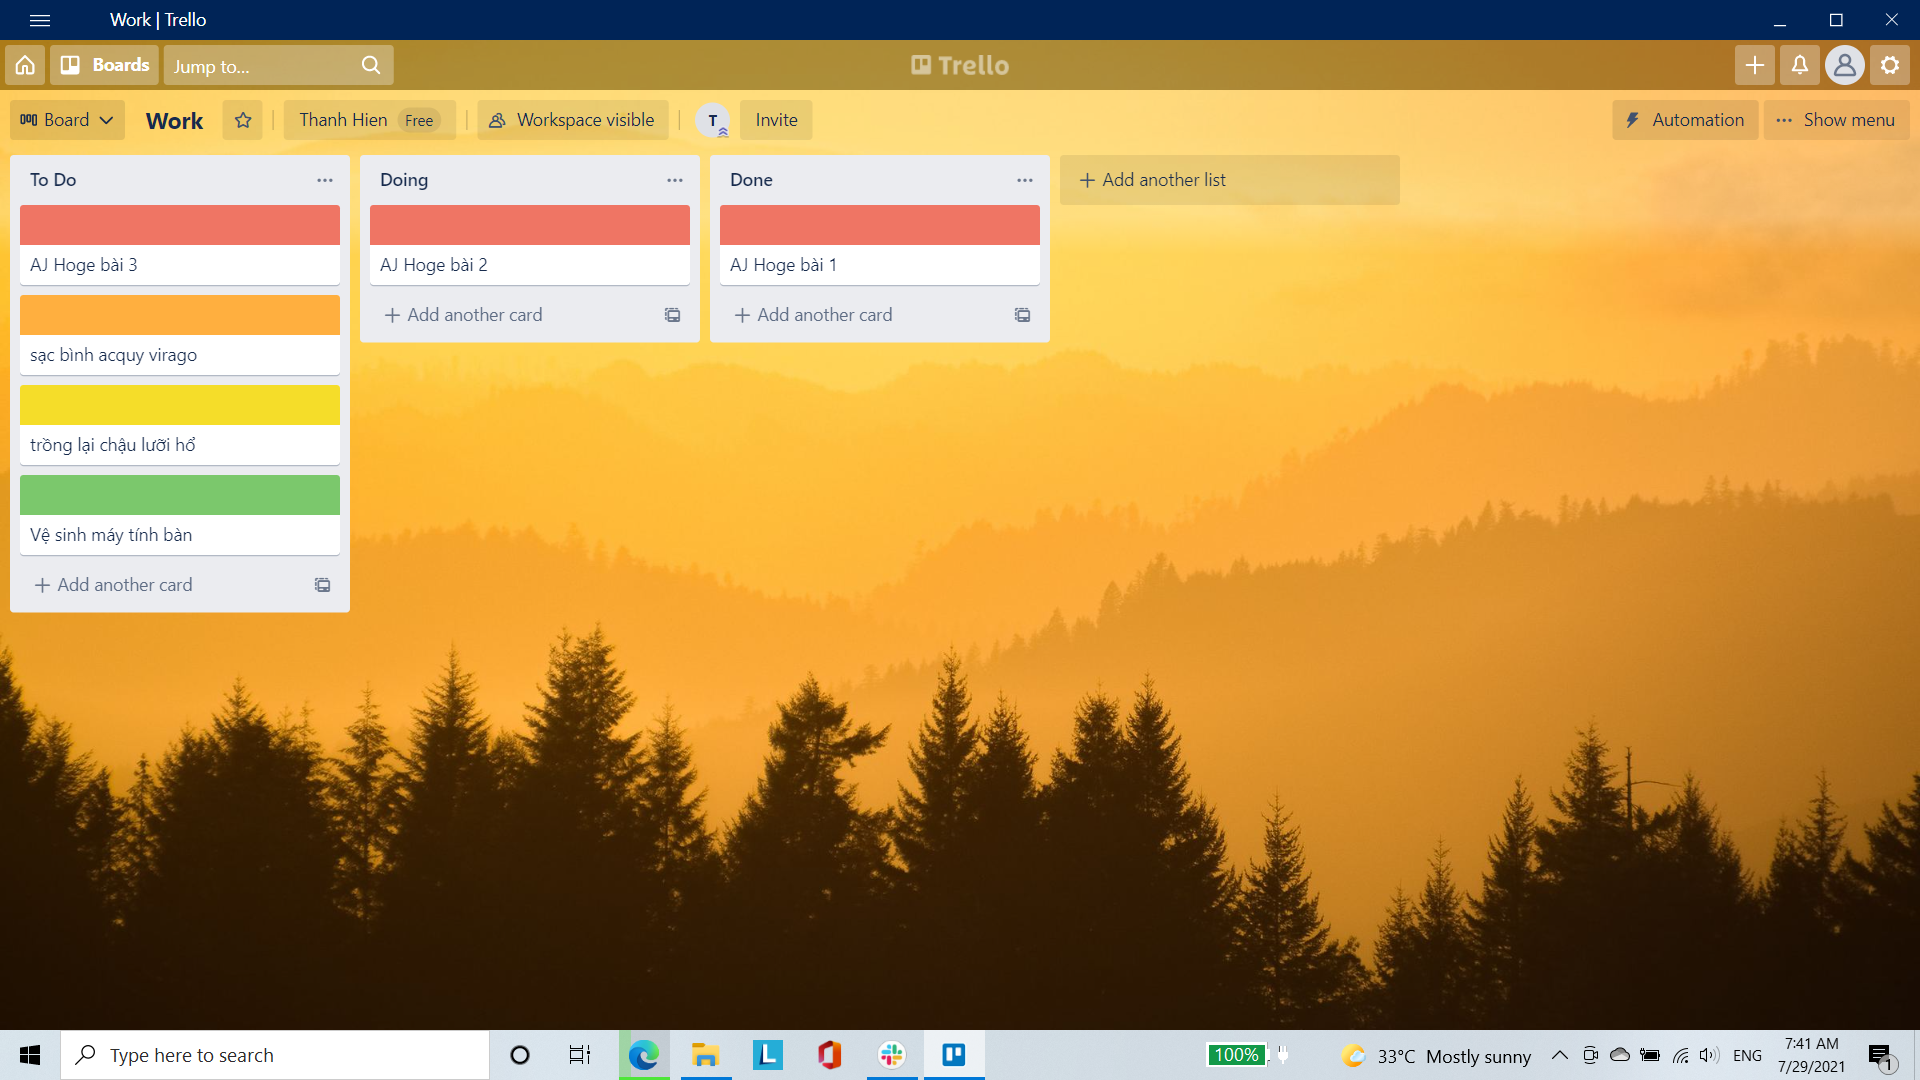 Work | Trello
Boards
Jump to...
Trello
Board
Work
Thanh Hien Free
Workspace visible
T
Invite
Automation
Show menu
To Do
AJ Hoge bài 3
sạc bình acquy virago
trồng lại chậu lưỡi hổ
Vệ sinh máy tính bàn
Add another card
Doing
AJ Hoge bài 2
Add another card
Done
AJ Hoge bài 1
Add another card
Add another list
Type here to search
L
100%
33°C Mostly sunny
ENG
7:41 AM
7/29/2021
1